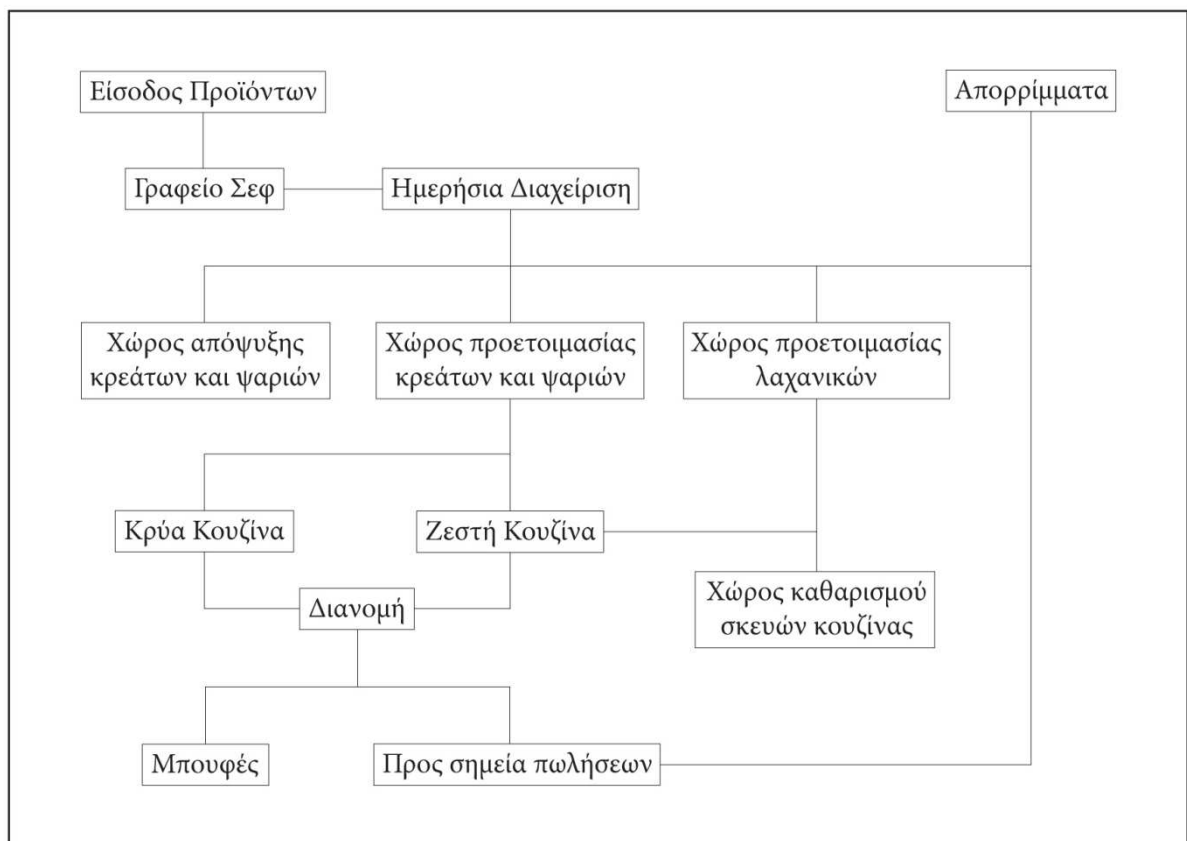 Είσοδος Προϊόντων
Απορρίμματα
Γραφείο Σεφ
Ημερήσια Διαχείριση
Χώρος απόψυξης
κρεάτων και ψαριών
Χώρος προετοιμασίας
κρεάτων και ψαριών
Χώρος προετοιμασίας
λαχανικών
Κρύα Κουζίνα
Ζεστή Κουζίνα
Χώρος καθαρισμού
σκευών κουζίνας
Διανομή
Μπουφές
Προς σημεία πωλήσεων